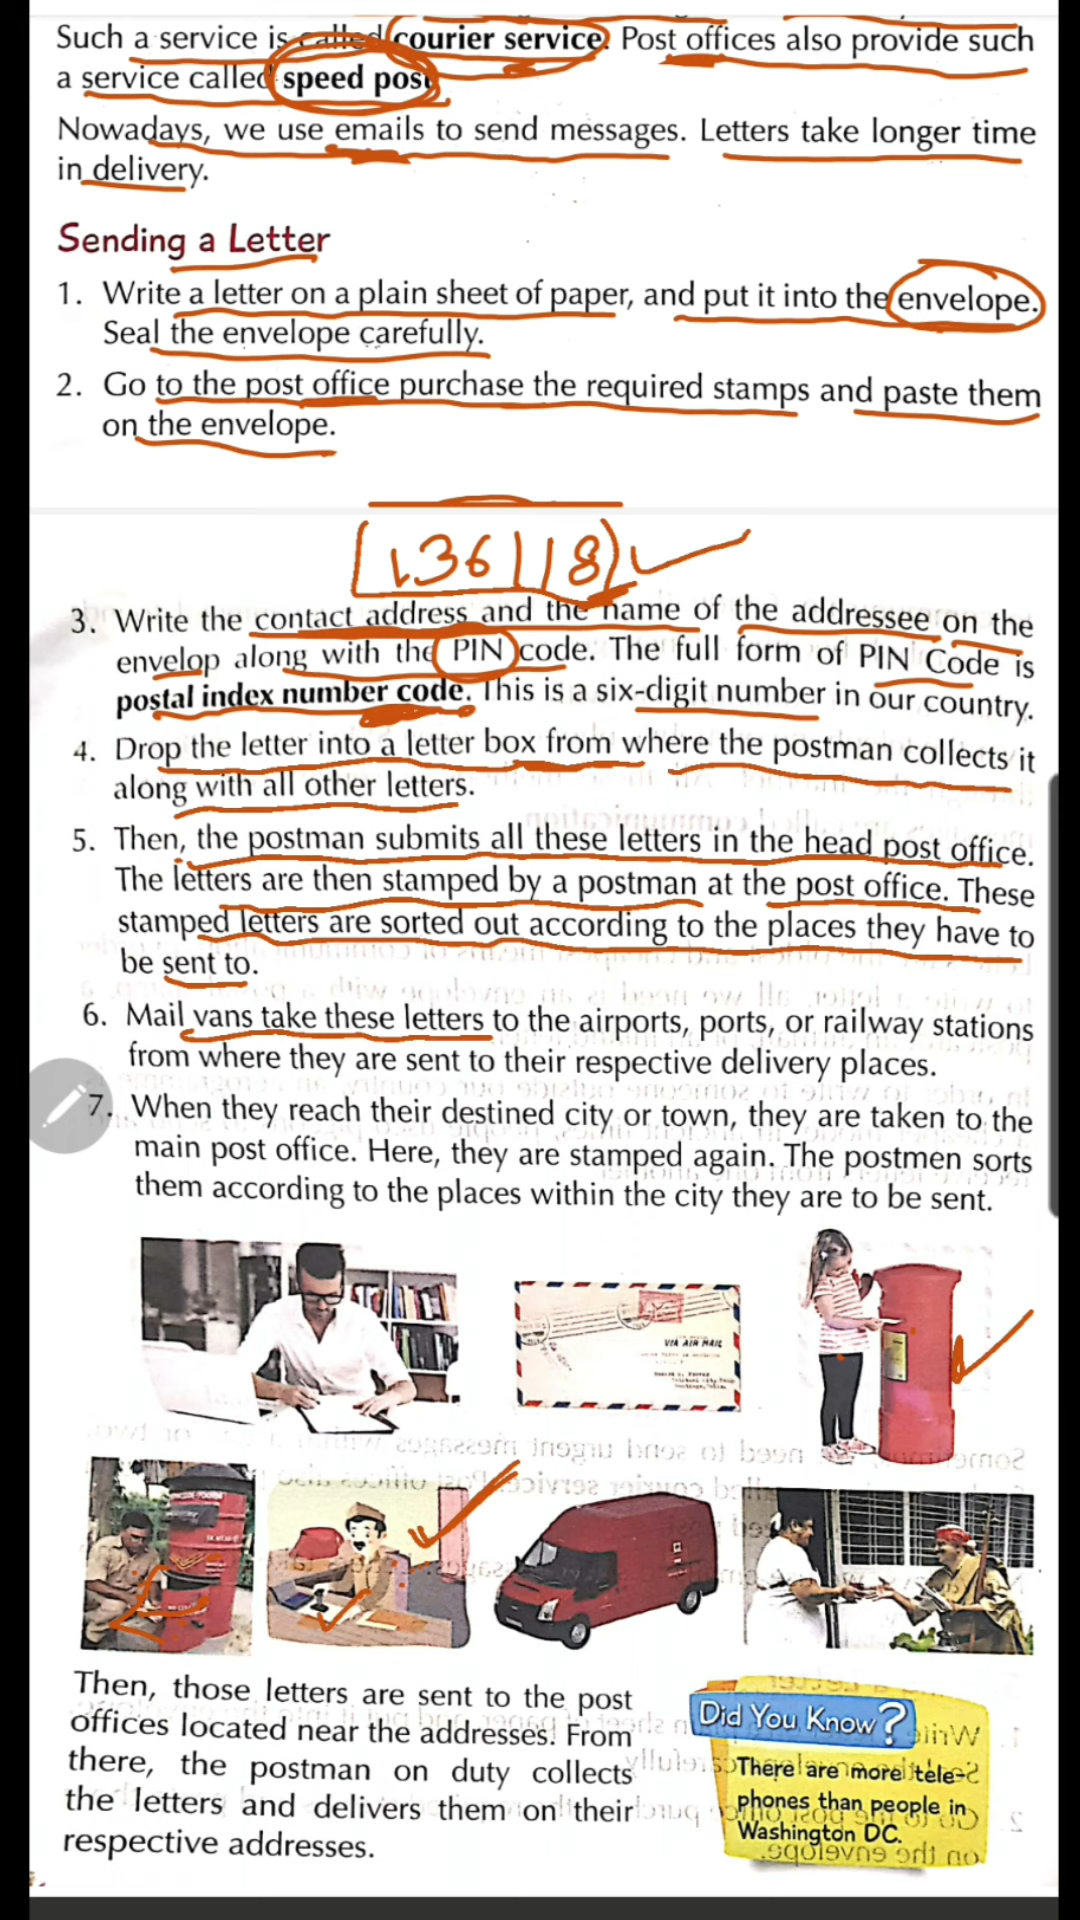 Such a service is called courier service. Post offices also provide such
a service called speed post
Nowadays, we use emails to send messages. Letters take longer time
in delivery.
Sending a Letter
1. Write a letter on a plain sheet of paper, and put it into the envelope.
Seal the envelope carefully.
2. Go to the post office purchase the required stamps and paste them
on the envelope.
136118
3. Write the contact address and the name of the addressee on the
envelop along with the PIN code. The full form of PIN Code is
postal index number code. This is a six-digit number in our country.
4. Drop the letter into a letter box from where the postman collects it
along with all other letters.
5. Then, the postman submits all these letters in the head post office.
The letters are then stamped by a postman at the post office. These
stamped letters are sorted out according to the places they have to
be sent to.
6. Mail vans take these letters to the airports, ports, or railway stations
from where they are sent to their respective delivery places.
7. When they reach their destined city or town, they are taken to the
main post office. Here, they are stamped again. The postmen sorts
them according to the places within the city they are to be sent.
VIA AIR MAIL
Then, those letters are sent to the post
offices located near the addresses. From
there, the postman on duty collects
the letters and delivers them on their
respective addresses.
Did You Know?
There are more tele-
phones than people in
Washington DC.